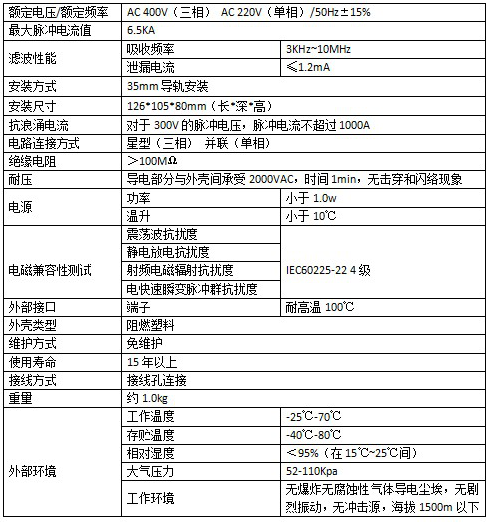 额定电压/额定频率 AC 400V（三相） AC 220V（单相）/50Hz±15%
最大脉冲电流值 6.5KA
滤波性能 吸收频率 3KHz~10MHz
泄漏电流 ≤1.2mA
安装方式 35mm 导轨安装
安装尺寸 126*105*80mm（长*深*高）
抗浪涌电流 对于 300V 的脉冲电压，脉冲电流不超过 1000A
电路连接方式 星型（三相） 并联（单相）
绝缘电阻 ＞100MΩ
耐压 导电部分与外壳间承受 2000VAC，时间 1min，无击穿和闪络现象
电源 功率 小于 1.0w
温升 小于 10℃
电磁兼容性测试 震荡波抗扰度 IEC60225-22 4 级
静电放电抗扰度
射频电磁辐射抗扰度
电快速瞬变脉冲群抗扰度
外部接口 端子 耐高温 100℃
外壳类型 阻燃塑料
维护方式 免维护
使用寿命 15 年以上
接线方式 接线孔连接
重量 约 1.0kg
外部环境 工作温度 -25℃-70℃
存贮温度 -40℃-80℃
相对湿度 ＜95%（在 15℃~25℃间）
大气压力 52-110Kpa
工作环境 无爆炸无腐蚀性气体导电尘埃，无剧
烈振动，无冲击源，海拔 1500m 以下